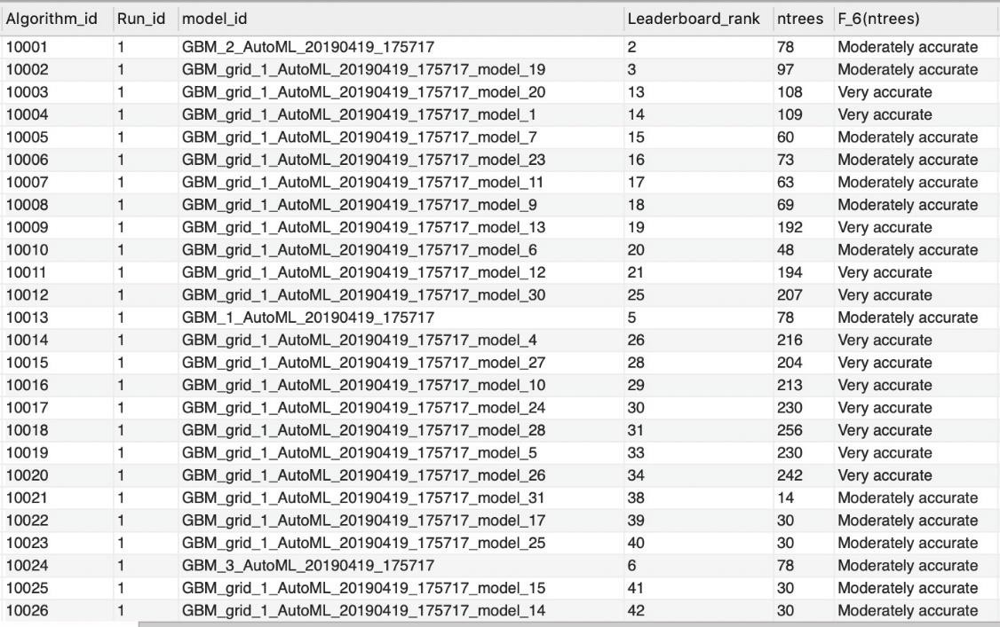 Algorithm_id Run_id model_id Leaderboard_rank ntrees F_6(ntrees)
10001 1 GBM_2_AutoML_20190419_175717 2 78 Moderately accurate
10002 1 GBM_grid_1_AutoML_20190419_175717_model_19 3 97 Moderately accurate
10003 1 GBM_grid_1_AutoML_20190419_175717_model_20 13 108 Very accurate
10004 1 GBM_grid_1_AutoML_20190419_175717_model_1 14 109 Very accurate
10005 1 GBM_grid_1_AutoML_20190419_175717_model_7 15 60 Moderately accurate
10006 1 GBM_grid_1_AutoML_20190419_175717_model_23 16 73 Moderately accurate
10007 1 GBM_grid_1_AutoML_20190419_175717_model_11 17 63 Moderately accurate
10008 1 GBM_grid_1_AutoML_20190419_175717_model_9 18 69 Moderately accurate
10009 1 GBM_grid_1_AutoML_20190419_175717_model_13 19 192 Very accurate
10010 1 GBM_grid_1_AutoML_20190419_175717_model_6 20 48 Moderately accurate
10011 1 GBM_grid_1_AutoML_20190419_175717_model_12 21 194 Very accurate
10012 1 GBM_grid_1_AutoML_20190419_175717_model_30 25 207 Very accurate
10013 1 GBM_1_AutoML_20190419_175717 5 78 Moderately accurate
10014 1 GBM_grid_1_AutoML_20190419_175717_model_4 26 216 Very accurate
10015 1 GBM_grid_1_AutoML_20190419_175717_model_27 28 204 Very accurate
10016 1 GBM_grid_1_AutoML_20190419_175717_model_10 29 213 Very accurate
10017 1 GBM_grid_1_AutoML_20190419_175717_model_24 30 230 Very accurate
10018 1 GBM_grid_1_AutoML_20190419_175717_model_28 31 256 Very accurate
10019 1 GBM_grid_1_AutoML_20190419_175717_model_5 33 230 Very accurate
10020 1 GBM_grid_1_AutoML_20190419_175717_model_26 34 242 Very accurate
10021 1 GBM_grid_1_AutoML_20190419_175717_model_31 38 14 Moderately accurate
10022 1 GBM_grid_1_AutoML_20190419_175717_model_17 39 30 Moderately accurate
10023 1 GBM_grid_1_AutoML_20190419_175717_model_25 40 30 Moderately accurate
10024 1 GBM_3_AutoML_20190419_175717 6 78 Moderately accurate
10025 1 GBM_grid_1_AutoML_20190419_175717_model_15 41 30 Moderately accurate
10026 1 GBM_grid_1_AutoML_20190419_175717_model_14 42 30 Moderately accurate